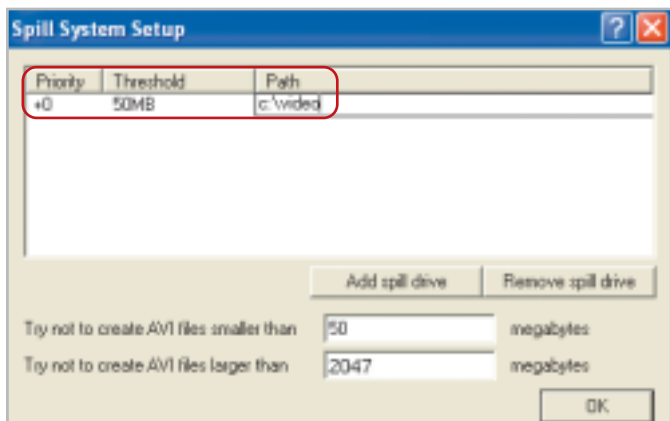 Spill System Setup
Priority Threshold Path
+0 50MB c:\wideo
Add spill drive Remove spill drive
Try not to create AVI files smaller than 50 megabytes
Try not to create AVI files larger than 2047 megabytes
OK